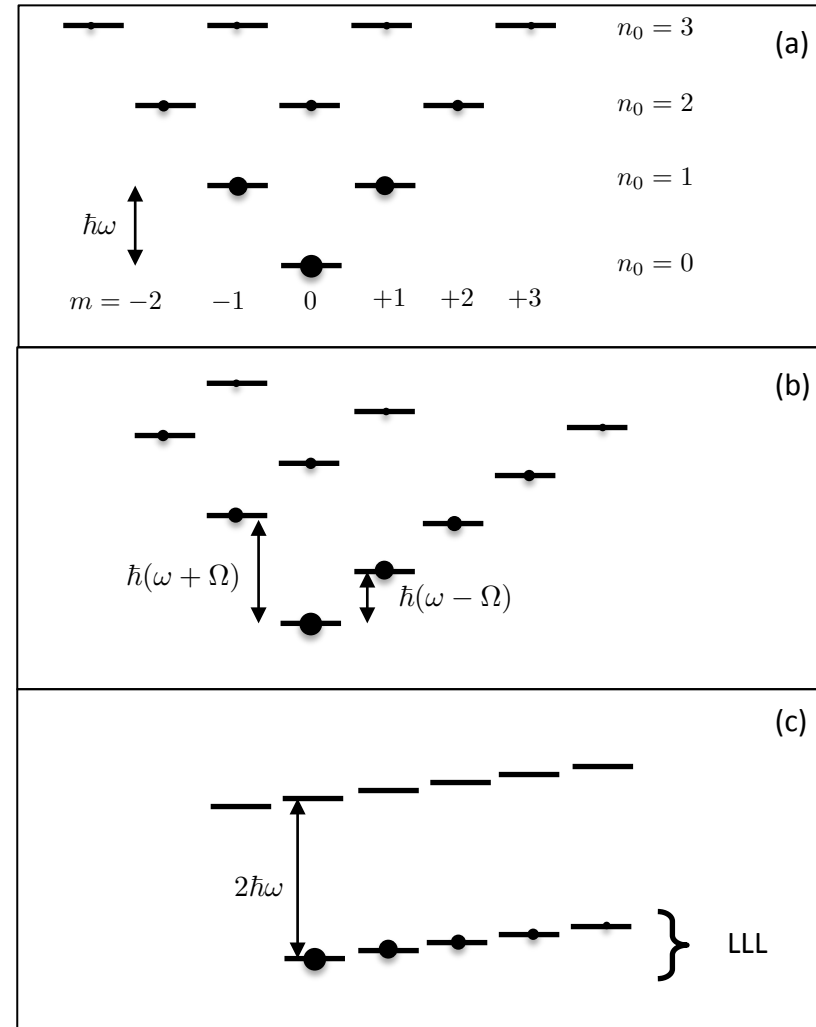 n₀ = 3
(a)
n₀ = 2
n₀ = 1
ħω
n₀ = 0
m = −2 −1 0 +1 +2 +3
(b)
ħ(ω + Ω)
ħ(ω − Ω)
(c)
2ħω
LLL